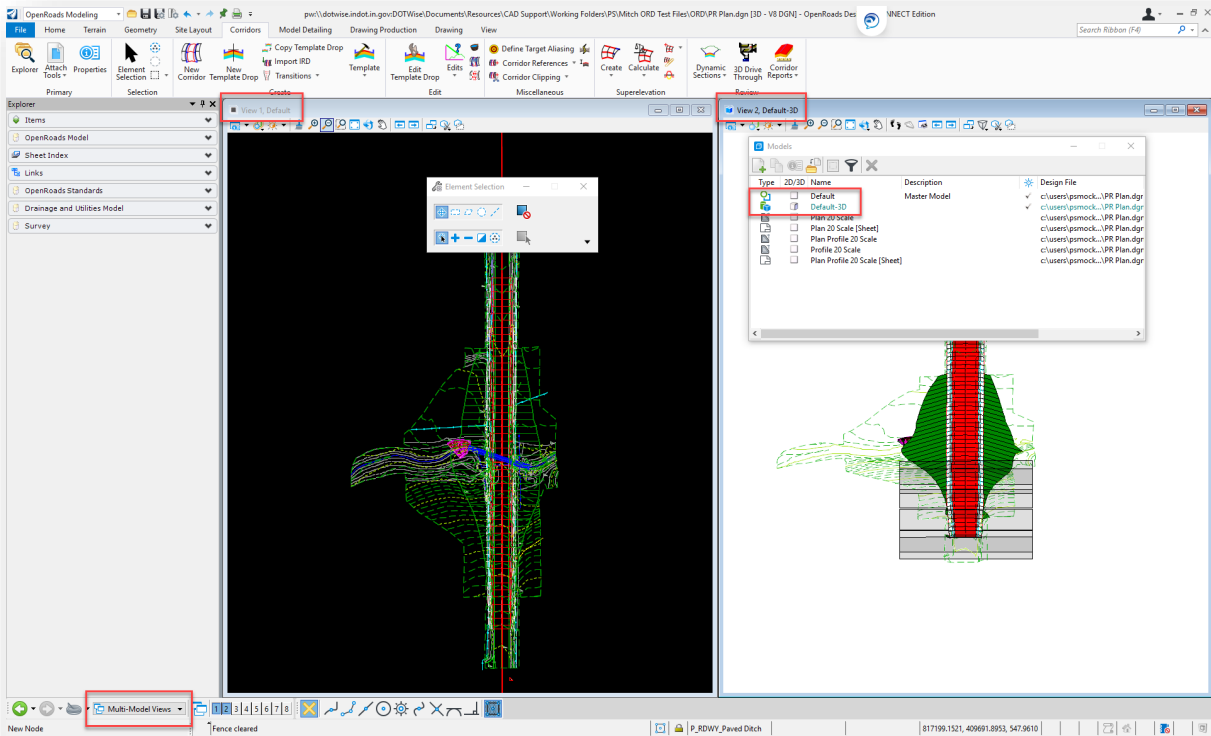 OpenRoads Modeling
pw:\\dotwise.indot.in.gov:DOTWise\Documents\Resources\CAD Support\Working Folders\PS\Mitch ORD Test Files\ORD\PR Plan.dgn [3D - V8 DGN] - OpenRoads Des NNECT Edition
File Home Terrain Geometry Site Layout Corridors Model Detailing Drawing Production Drawing View
Search Ribbon (F4)
Explorer Attach Tools Properties
Element Selection
New Corridor New Template Drop
Copy Template Drop
Import IRD
Transitions
Template
Edit Template Drop Edits
Define Target Aliasing
Corridor References
Corridor Clipping
Create Calculate
Dynamic Sections 3D Drive Through Corridor Reports
Primary Selection Create Edit Miscellaneous Superelevation Review
Explorer
Items
OpenRoads Model
Sheet Index
Links
OpenRoads Standards
Drainage and Utilities Model
Survey
View 1, Default
Element Selection
View 2, Default-3D
Models
Type 2D/3D Name Description Design File
Default Master Model c:\users\psmock...\PR Plan.dgr
Default-3D c:\users\psmock...\PR Plan.dgr
Plan 20 Scale c:\users\psmock...\PR Plan.dgr
Plan 20 Scale [Sheet] c:\users\psmock...\PR Plan.dgr
Plan Profile 20 Scale c:\users\psmock...\PR Plan.dgr
Profile 20 Scale c:\users\psmock...\PR Plan.dgr
Plan Profile 20 Scale [Sheet] c:\users\psmock...\PR Plan.dgr
Multi-Model Views
1 2 3 4 5 6 7 8
New Node
Fence cleared
P_RDWY_Paved Ditch
817199.1521, 409691.8953, 547.9610